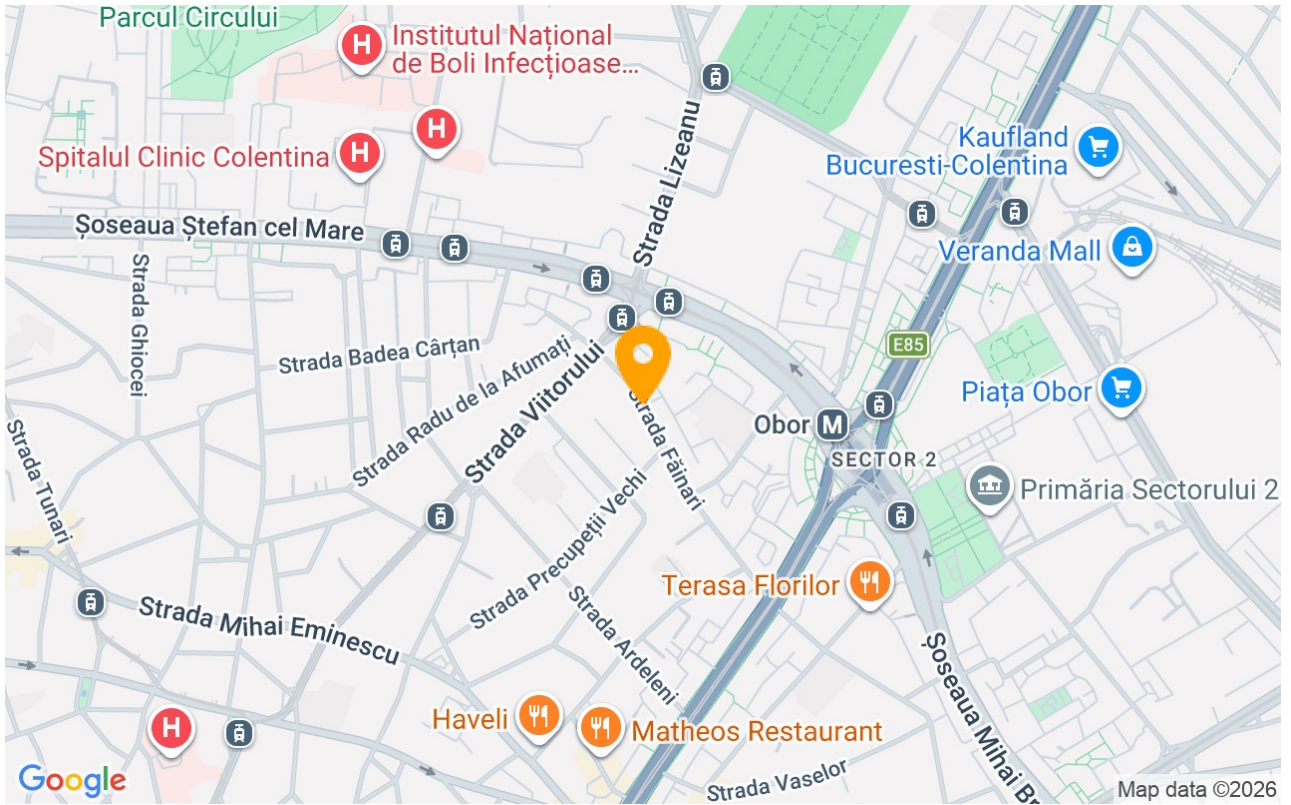 Parcul Circului
H
Institutul Național
de Boli Infecțioase...
H
Spitalul Clinic Colentina
H
Strada Lizeanu
Kaufland
Bucuresti-Colentina
Șoseaua Ștefan cel Mare
Veranda Mall
Strada Ghiocei
Strada Badea Cârțan
Strada Radu de la Afumați
Strada Viitorului
E85
Strada Făinari
Piața Obor
Obor
M
SECTOR 2
Strada Tunari
Strada Precupeții Vechi
Primăria Sectorului 2
Terasa Florilor
Strada Mihai Eminescu
Strada Ardeleni
Șoseaua Mihai Br
H
Haveli
Matheos Restaurant
Strada Vaselor
Google
Map data ©2026